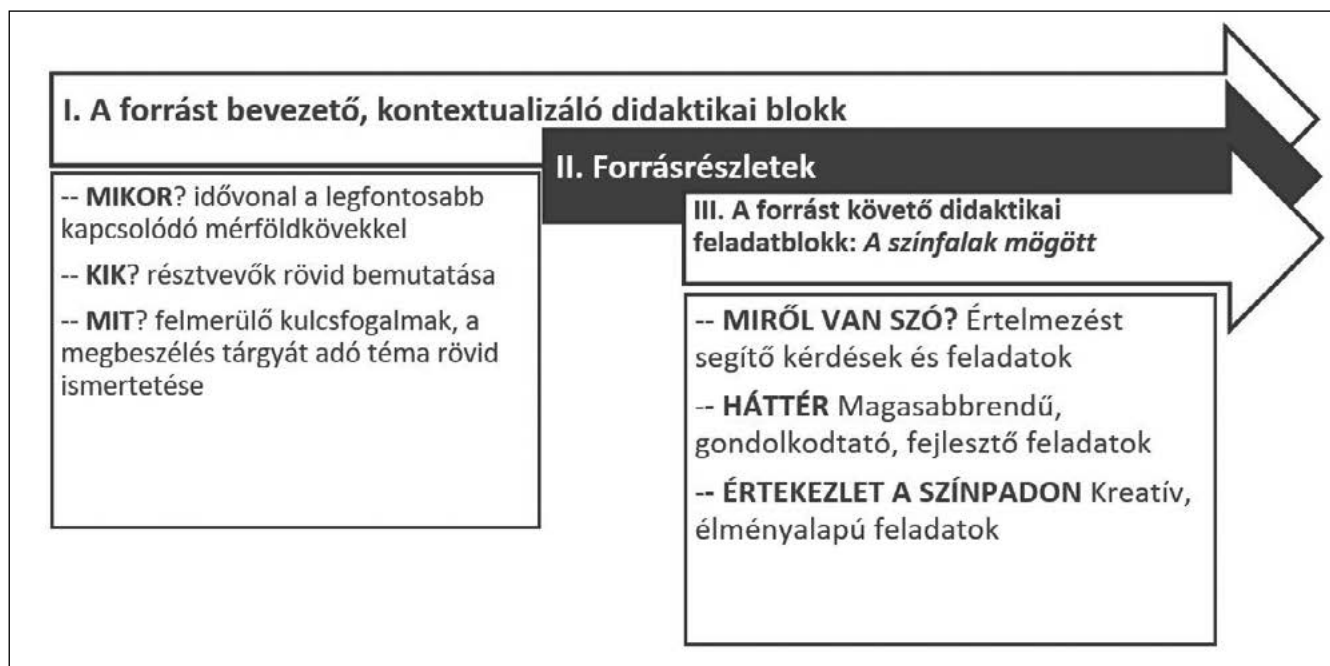 I. A forrást bevezető, kontextualizáló didaktikai blokk
-- MIKOR? idővonal a legfontosabb
kapcsolódó mérföldkövekkel
-- KIK? résztvevők rövid bemutatása
-- MIT? felmerülő kulcsfogalmak, a
megbeszélés tárgyát adó téma rövid
ismertetése
II. Forrásrészletek
III. A forrást követő didaktikai
feladatblokk: A színfalak mögött
-- MIRŐL VAN SZÓ? Értelmezést
segítő kérdések és feladatok
-- HÁTTÉR Magasabbrendű,
gondolkodtató, fejlesztő feladatok
-- ÉRTEKEZLET A SZÍNPADON Kreatív,
élményalapú feladatok